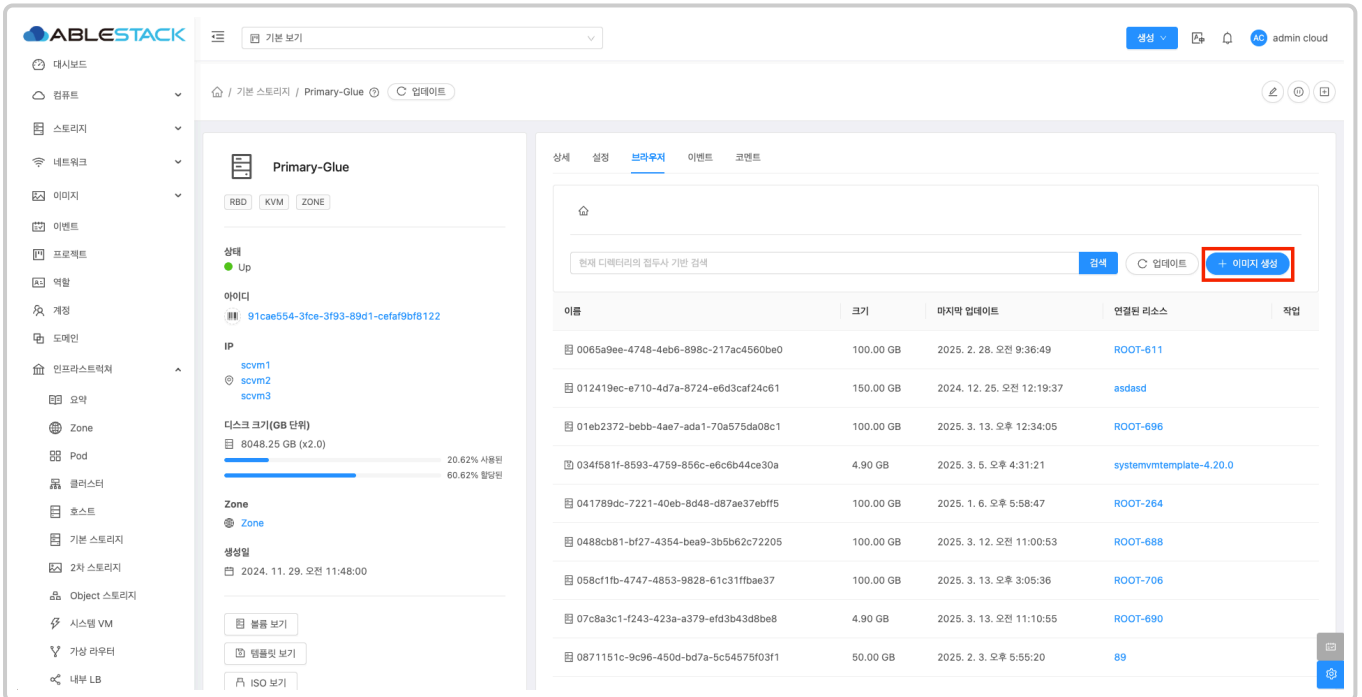 ABLESTACK
기본 보기
생성
AC admin cloud
대시보드
컴퓨트
스토리지
네트워크
이미지
이벤트
프로젝트
역할
계정
도메인
인프라스트럭쳐
요약
Zone
Pod
클러스터
호스트
기본 스토리지
2차 스토리지
Object 스토리지
시스템 VM
가상 라우터
내부 LB
/ 기본 스토리지 / Primary-Glue 업데이트
Primary-Glue
RBD KVM ZONE
상태
Up
아이디
91cae554-3fce-3f93-89d1-cefaf9bf8122
IP
scvm1
scvm2
scvm3
디스크 크기(GB 단위)
8048.25 GB (x2.0)
20.62% 사용된
60.62% 할당된
Zone
Zone
생성일
2024. 11. 29. 오전 11:48:00
볼륨 보기
템플릿 보기
ISO 보기
상세 설정 브라우저 이벤트 코멘트
현재 디렉터리의 접두사 기반 검색 검색 업데이트 + 이미지 생성
이름 크기 마지막 업데이트 연결된 리소스 작업
0065a9ee-4748-4eb6-898c-217ac4560be0 100.00 GB 2025. 2. 28. 오전 9:36:49 ROOT-611
012419ec-e710-4d7a-8724-e6d3caf24c61 150.00 GB 2024. 12. 25. 오전 12:19:37 asdasd
01eb2372-bebb-4ae7-ada1-70a575da08c1 100.00 GB 2025. 3. 13. 오후 12:34:05 ROOT-696
034f581f-8593-4759-856c-e6c6b44ce30a 4.90 GB 2025. 3. 5. 오후 4:31:21 systemvmtemplate-4.20.0
041789dc-7221-40eb-8d48-d87ae37ebff5 100.00 GB 2025. 1. 6. 오후 5:58:47 ROOT-264
0488cb81-bf27-4354-bea9-3b5b62c72205 100.00 GB 2025. 3. 12. 오전 11:00:53 ROOT-688
058cf1fb-4747-4853-9828-61c31ffbae37 100.00 GB 2025. 3. 13. 오후 3:05:36 ROOT-706
07c8a3c1-f243-423a-a379-efd3b43d8be8 4.90 GB 2025. 3. 13. 오전 11:10:55 ROOT-690
0871151c-9c96-450d-bd7a-5c54575f03f1 50.00 GB 2025. 2. 3. 오후 5:55:20 89